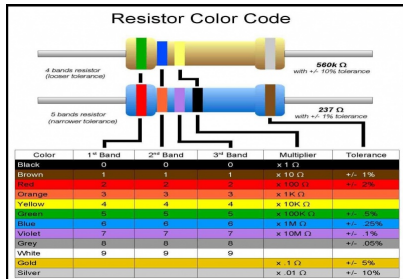 Resistor Color Code
4 bands resistor
(looser tolerance)
560k Ω
with +/- 10% tolerance
5 bands resistor
(narrower tolerance)
237 Ω
with +/- 1% tolerance
Color 1st Band 2nd Band 3rd Band Multiplier Tolerance
Black 0 0 0 x 1 Ω
Brown 1 1 1 x 10 Ω +/- 1%
Red 2 2 2 x 100 Ω +/- 2%
Orange 3 3 3 x 1K Ω
Yellow 4 4 4 x 10K Ω
Green 5 5 5 x 100K Ω +/- .5%
Blue 6 6 6 x 1M Ω +/- .25%
Violet 7 7 7 x 10M Ω +/- .1%
Grey 8 8 8 +/- .05%
White 9 9 9
Gold x .1 Ω +/- 5%
Silver x .01 Ω +/- 10%